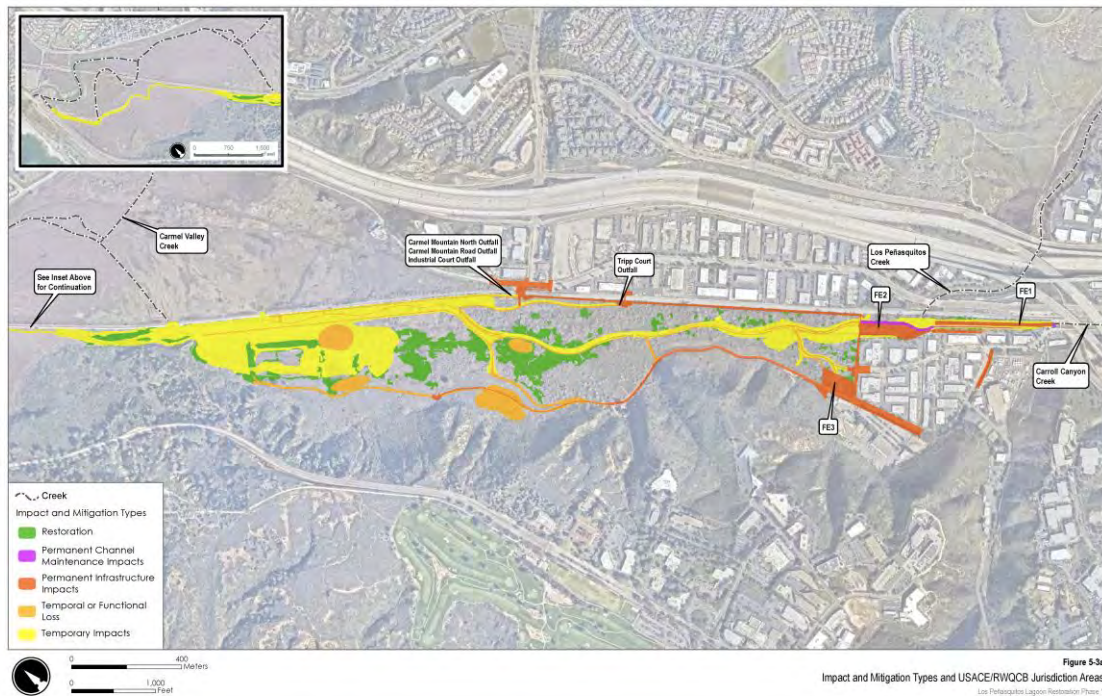 0 750 1,500
Feet
Carmel Valley
Creek
See Inset Above
for Continuation
Carmel Mountain North Outfall
Carmel Mountain Road Outfall
Industrial Court Outfall
Tripp Court
Outfall
Los Peñasquitos
Creek
FE2
FE1
Carroll Canyon
Creek
FE3
Creek
Impact and Mitigation Types
Restoration
Permanent Channel
Maintenance Impacts
Permanent Infrastructure
Impacts
Temporal or Functional
Loss
Temporary Impacts
0 400
Meters
0 1,000
Feet
Figure 5-3a
Impact and Mitigation Types and USACE/RWQCB Jurisdiction Areas
Los Peñasquitos Lagoon Restoration Phase